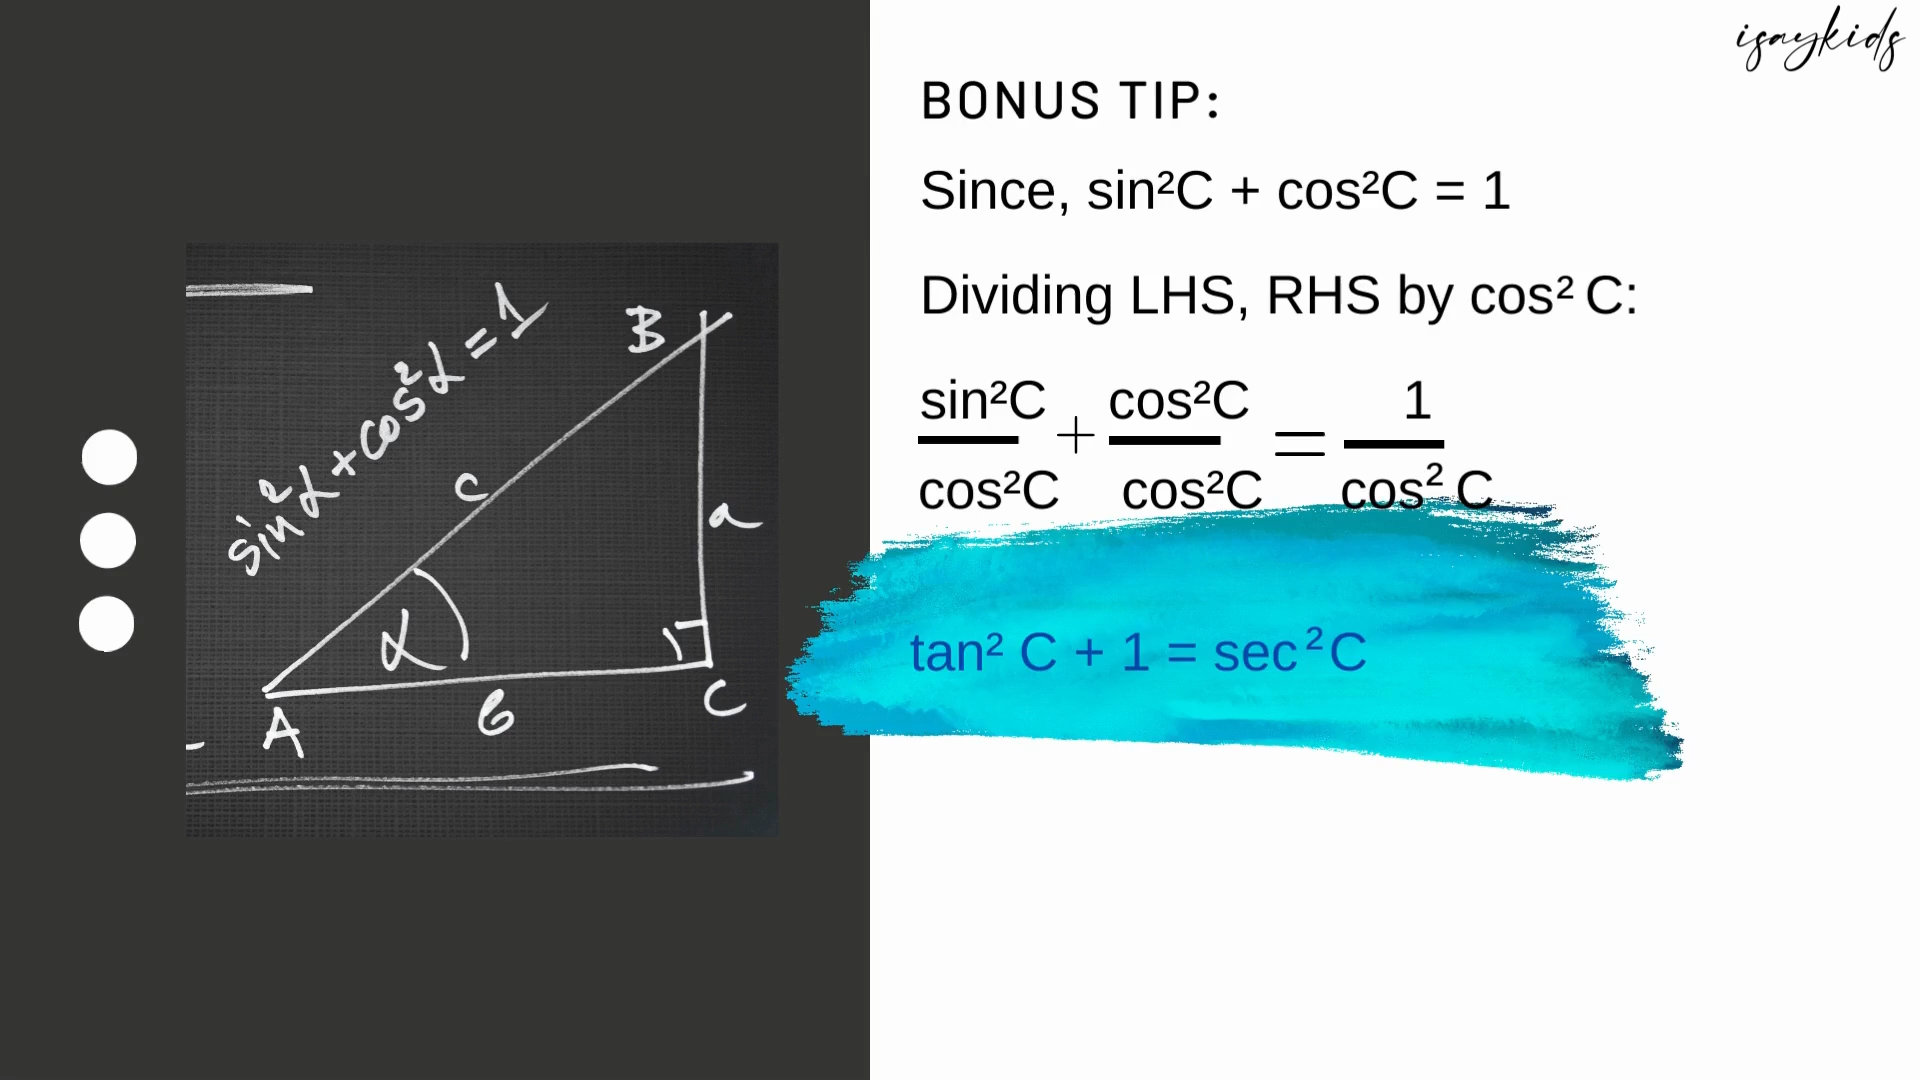 isaykids
BONUS TIP:
Since, sin²C + cos²C = 1
Dividing LHS, RHS by cos² C:
sin²C + cos²C = 1
cos²C cos²C cos² C
tan² C + 1 = sec² C
sin²α + cos²α = 1
B
c
a
α
A
в
C